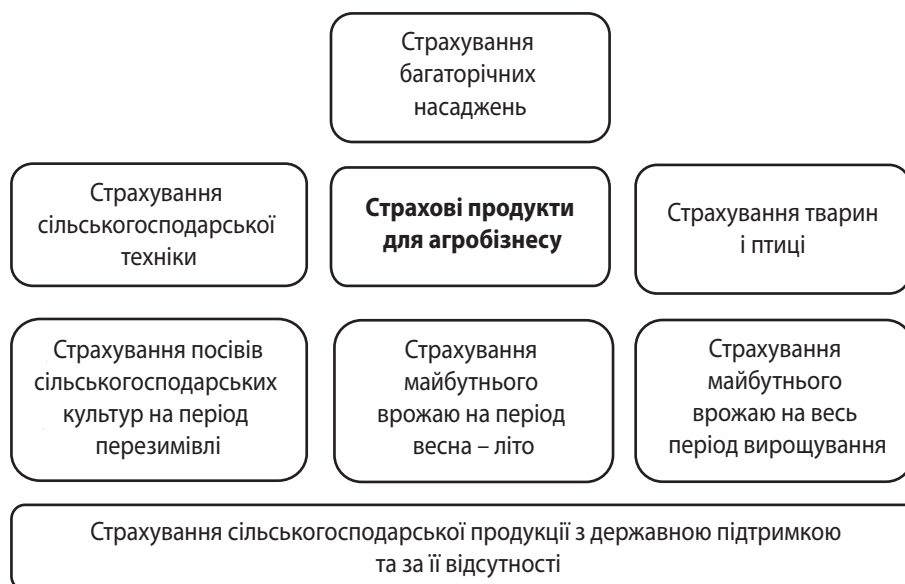 Страхування
багаторічних
насаджень
Страхування
сільськогосподарської
техніки
Страхові продукти
для агробізнесу
Страхування тварин
і птиці
Страхування посівів
сільськогосподарських
культур на період
перезимівлі
Страхування
майбутнього
врожаю на період
весна – літо
Страхування
майбутнього
врожаю на весь
період вирощування
Страхування сільськогосподарської продукції з державною підтримкою
та за її відсутності